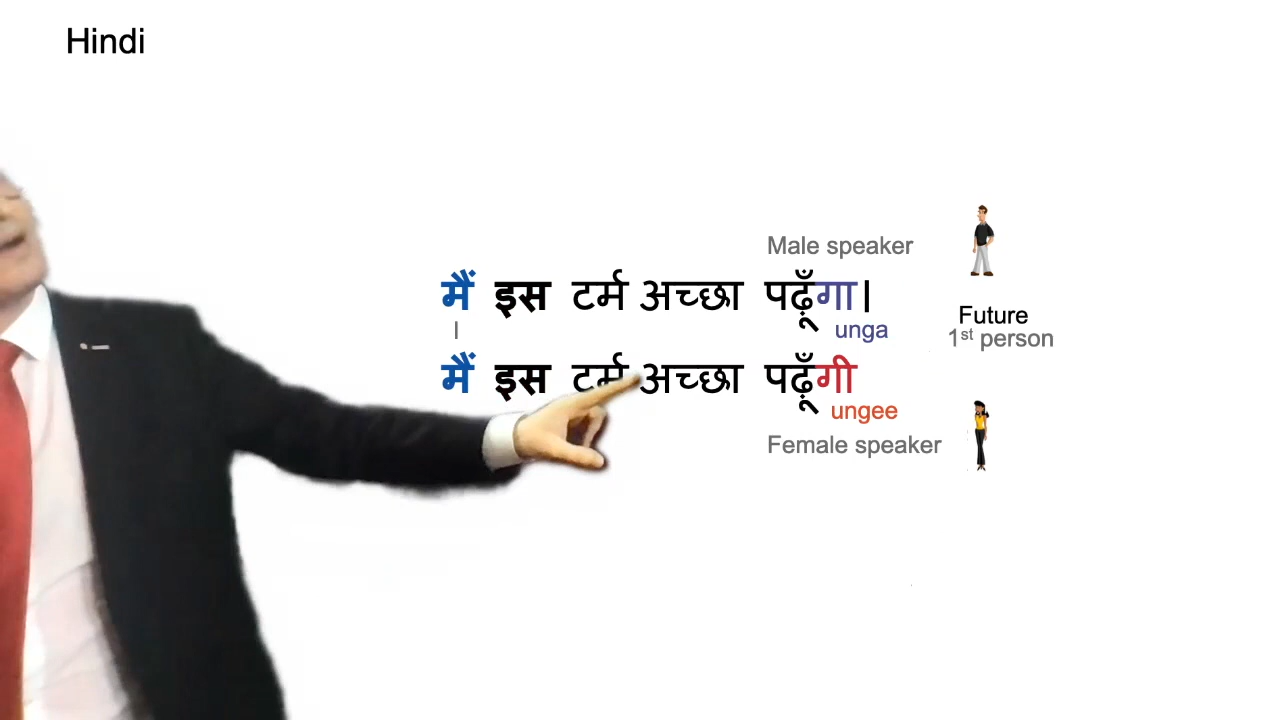 Hindi
Male speaker
मैं इस टर्म अच्छा पढ़ूँगा।
I
unga
Future
1st person
मैं इस टर्म अच्छा पढ़ूँगी
ungee
Female speaker